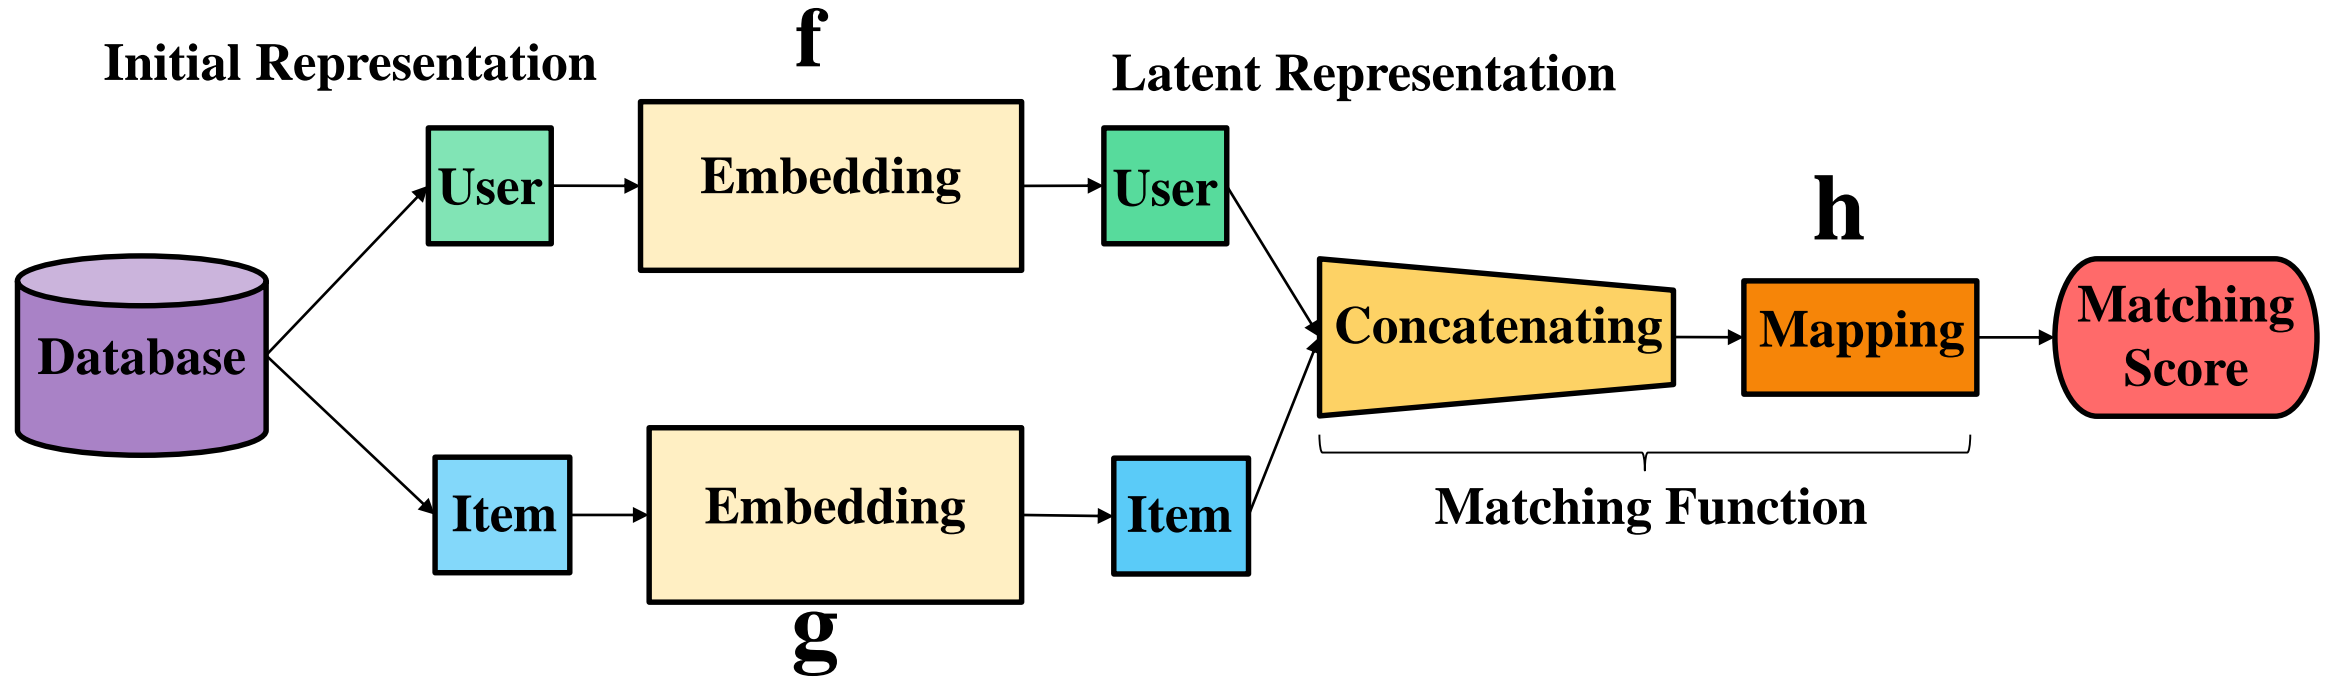 f
Initial Representation
Latent Representation
User
Embedding
User
h
Database
Concatenating
Mapping
Matching
Score
Item
Embedding
Item
Matching Function
g